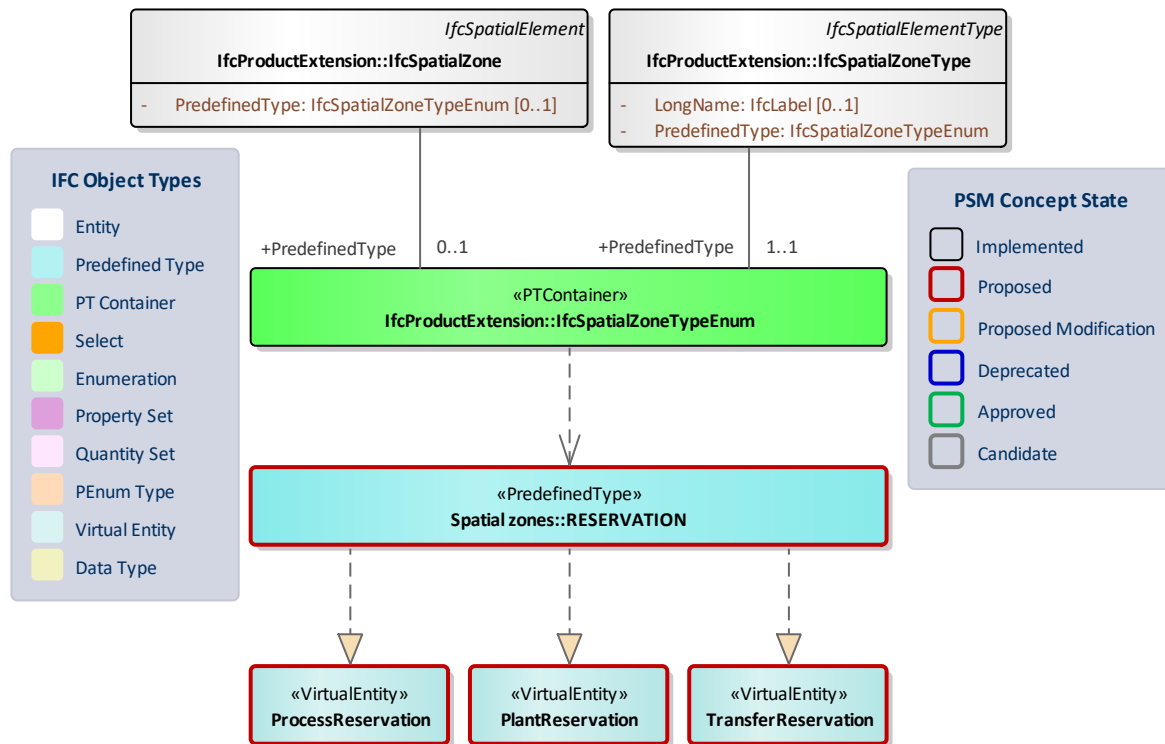 IfcSpatialElement
IfcProductExtension::IfcSpatialZone
- PredefinedType: IfcSpatialZoneTypeEnum [0..1]
IfcSpatialElementType
IfcProductExtension::IfcSpatialZoneType
- LongName: IfcLabel [0..1]
- PredefinedType: IfcSpatialZoneTypeEnum
IFC Object Types
Entity
Predefined Type
PT Container
Select
Enumeration
Property Set
Quantity Set
PEnum Type
Virtual Entity
Data Type
+PredefinedType 0..1
+PredefinedType 1..1
«PTContainer»
IfcProductExtension::IfcSpatialZoneTypeEnum
PSM Concept State
Implemented
Proposed
Proposed Modification
Deprecated
Approved
Candidate
«PredefinedType»
Spatial zones::RESERVATION
«VirtualEntity»
ProcessReservation
«VirtualEntity»
PlantReservation
«VirtualEntity»
TransferReservation